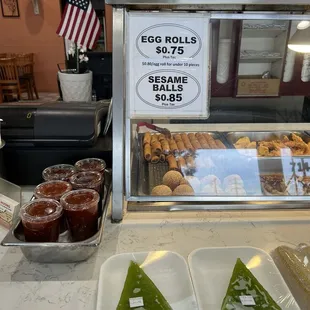 EGG ROLLS
$0.75
Plus Tax
$0.80/egg roll for under 10 pieces
SESAME
BALLS
$0.85
Plus Tax